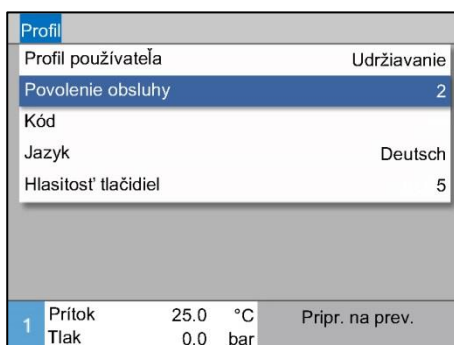 Profil
Profil používateľa Udržiavanie
Povolenie obsluhy 2
Kód
Jazyk Deutsch
Hlasitosť tlačidiel 5
1 Prítok 25.0 °C Pripr. na prev.
Tlak 0.0 bar